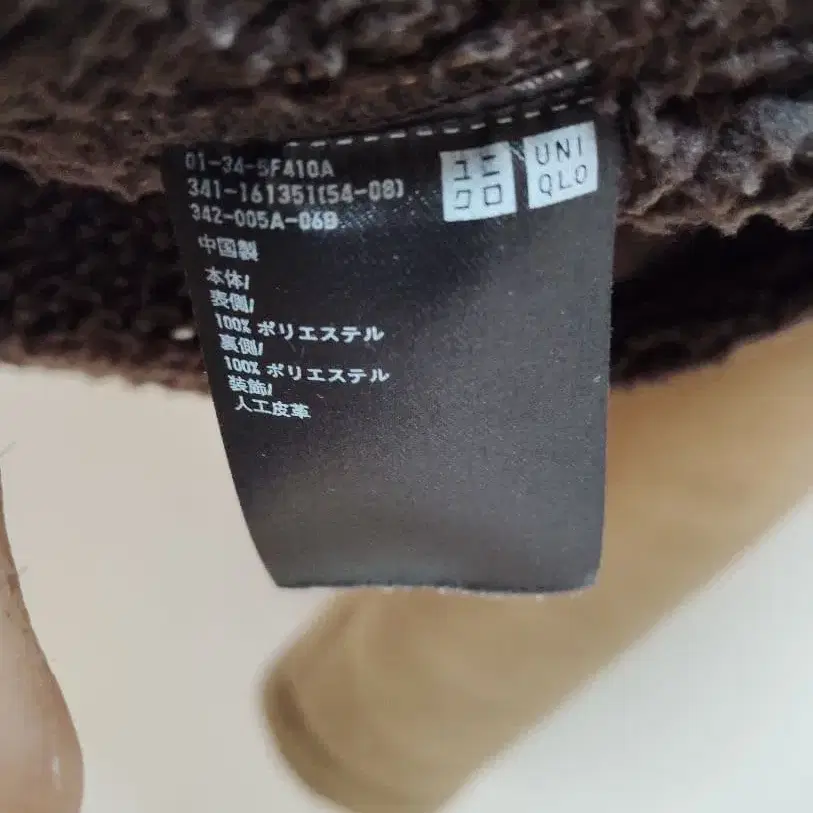 01-34-5FA10A
341-161351(54-08)
342-005A-06B
ユニ
クロ
UNI
QLO
中国製
本体/
表側/
100% ポリエステル
裏側/
100% ポリエステル
装飾/
人工皮革